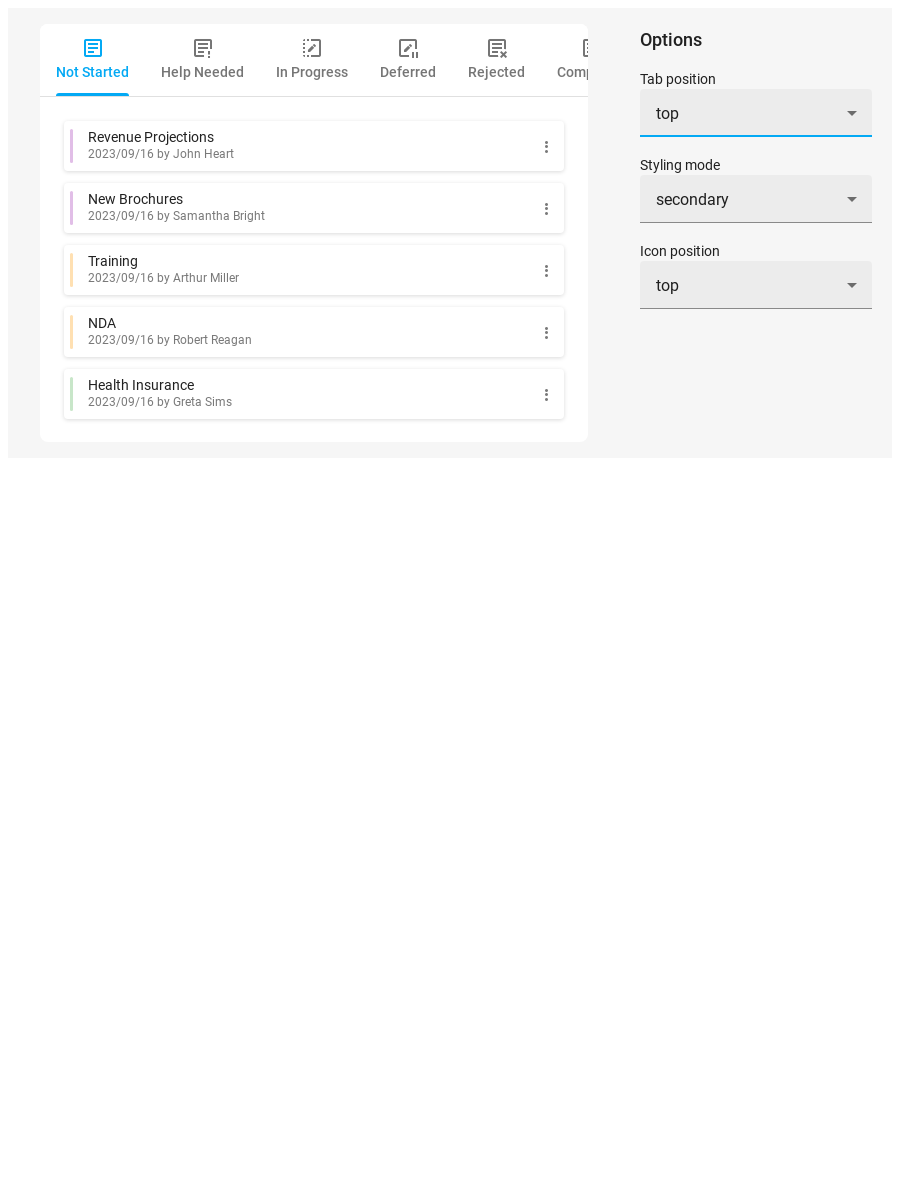 Not Started
Help Needed
In Progress
Deferred
Rejected
Revenue Projections
2023/09/16 by John Heart
New Brochures
2023/09/16 by Samantha Bright
Training
2023/09/16 by Arthur Miller
NDA
2023/09/16 by Robert Reagan
Health Insurance
2023/09/16 by Greta Sims
Options
Tab position
top
Styling mode
secondary
Icon position
top